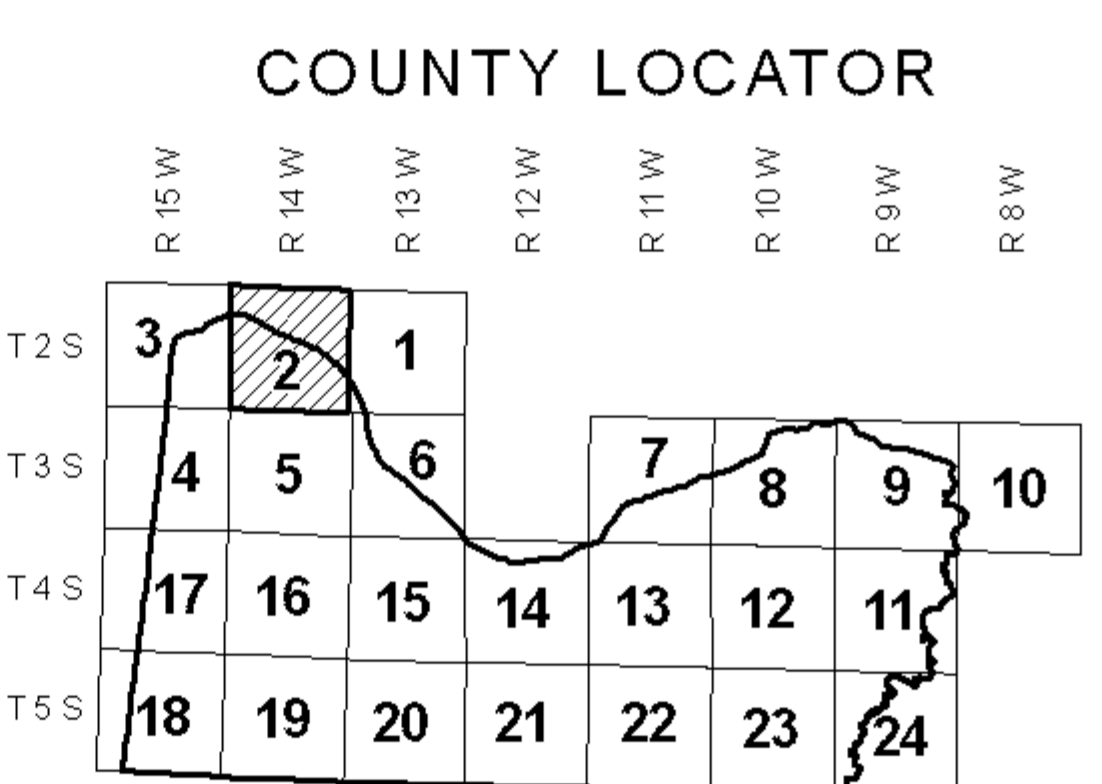 COUNTY LOCATOR
R 15 W R 14 W R 13 W R 12 W R 11 W R 10 W R 9 W R 8 W
T 2 S 3 2 1
T 3 S 4 5 6 7 8 9 10
T 4 S 17 16 15 14 13 12 11
T 5 S 18 19 20 21 22 23 24